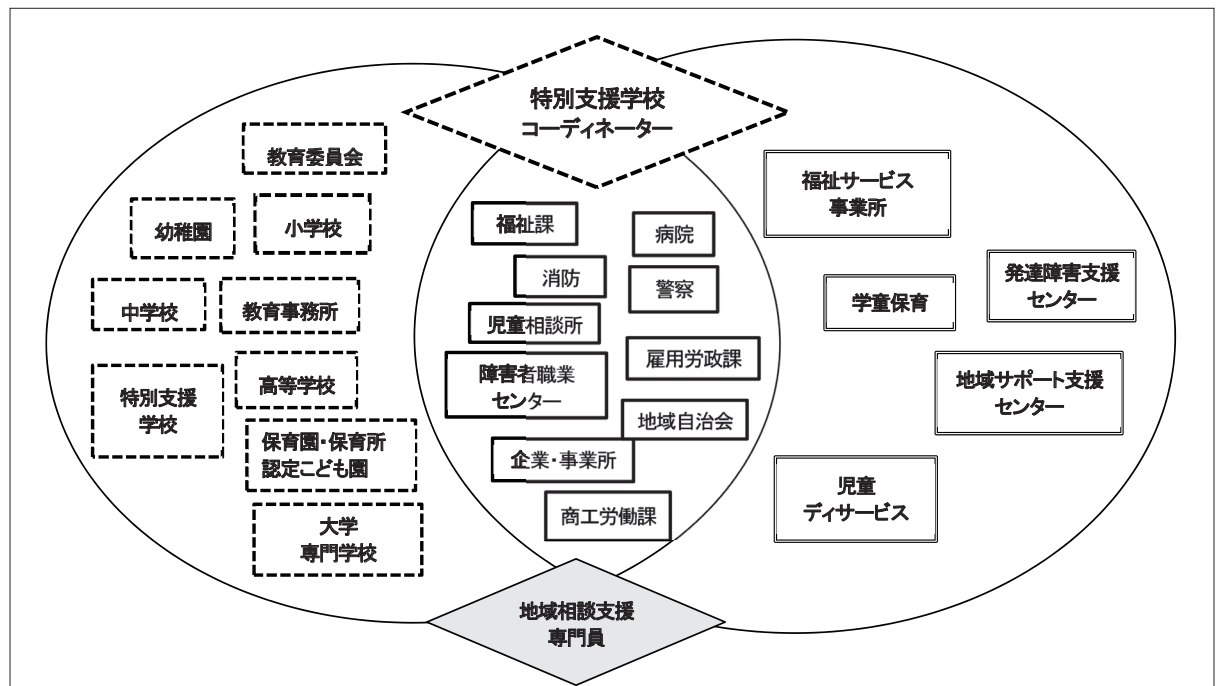 特別支援学校
コーディネーター
教育委員会
幼稚園
小学校
中学校
教育事務所
特別支援
学校
高等学校
保育園・保育所
認定こども園
大学
専門学校
福祉課
病院
消防
警察
児童相談所
雇用労政課
障害者職業
センター
地域自治会
企業・事業所
商工労働課
福祉サービス
事業所
発達障害支援
センター
学童保育
地域サポート支援
センター
児童
ディサービス
地域相談支援
専門員